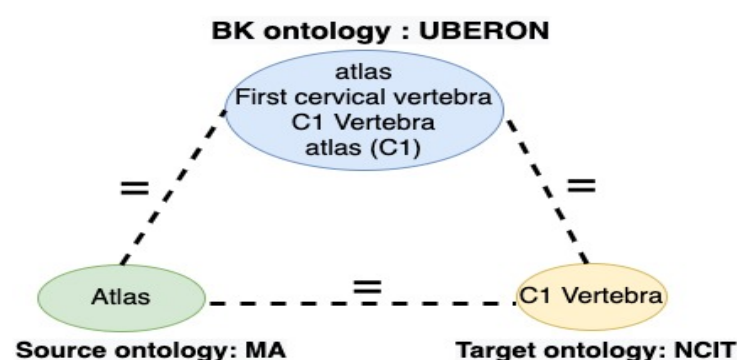 BK ontology : UBERON
atlas
First cervical vertebra
C1 Vertebra
atlas (C1)
=
=
=
Atlas
C1 Vertebra
Source ontology: MA
Target ontology: NCIT